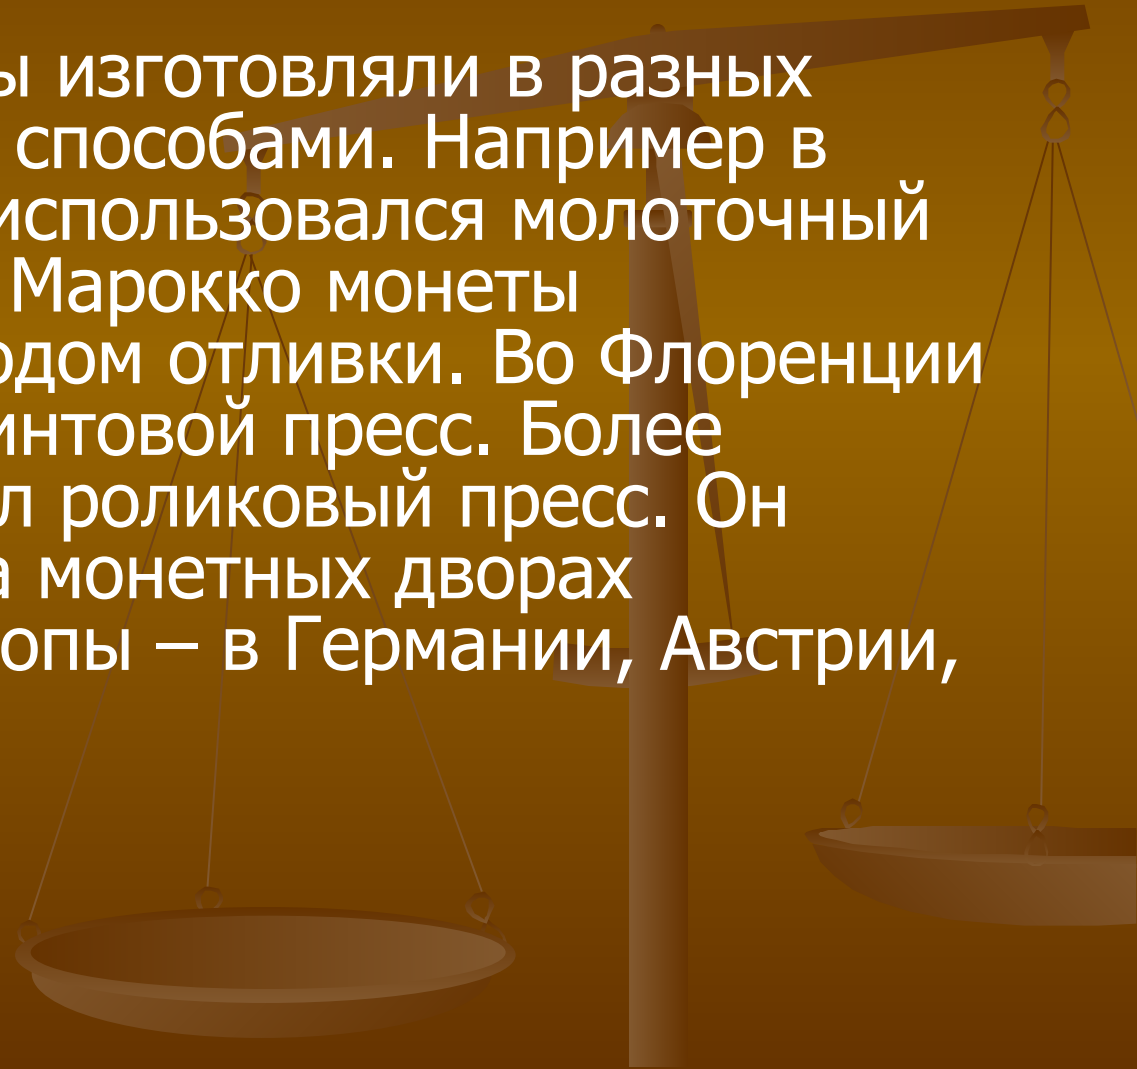 ы изготовляли в разных
способами. Например в
использовался молоточный
Марокко монеты
одом отливки. Во Флоренции
интовой пресс. Более
л роликовый пресс. Он
а монетных дворах
опы – в Германии, Австрии,